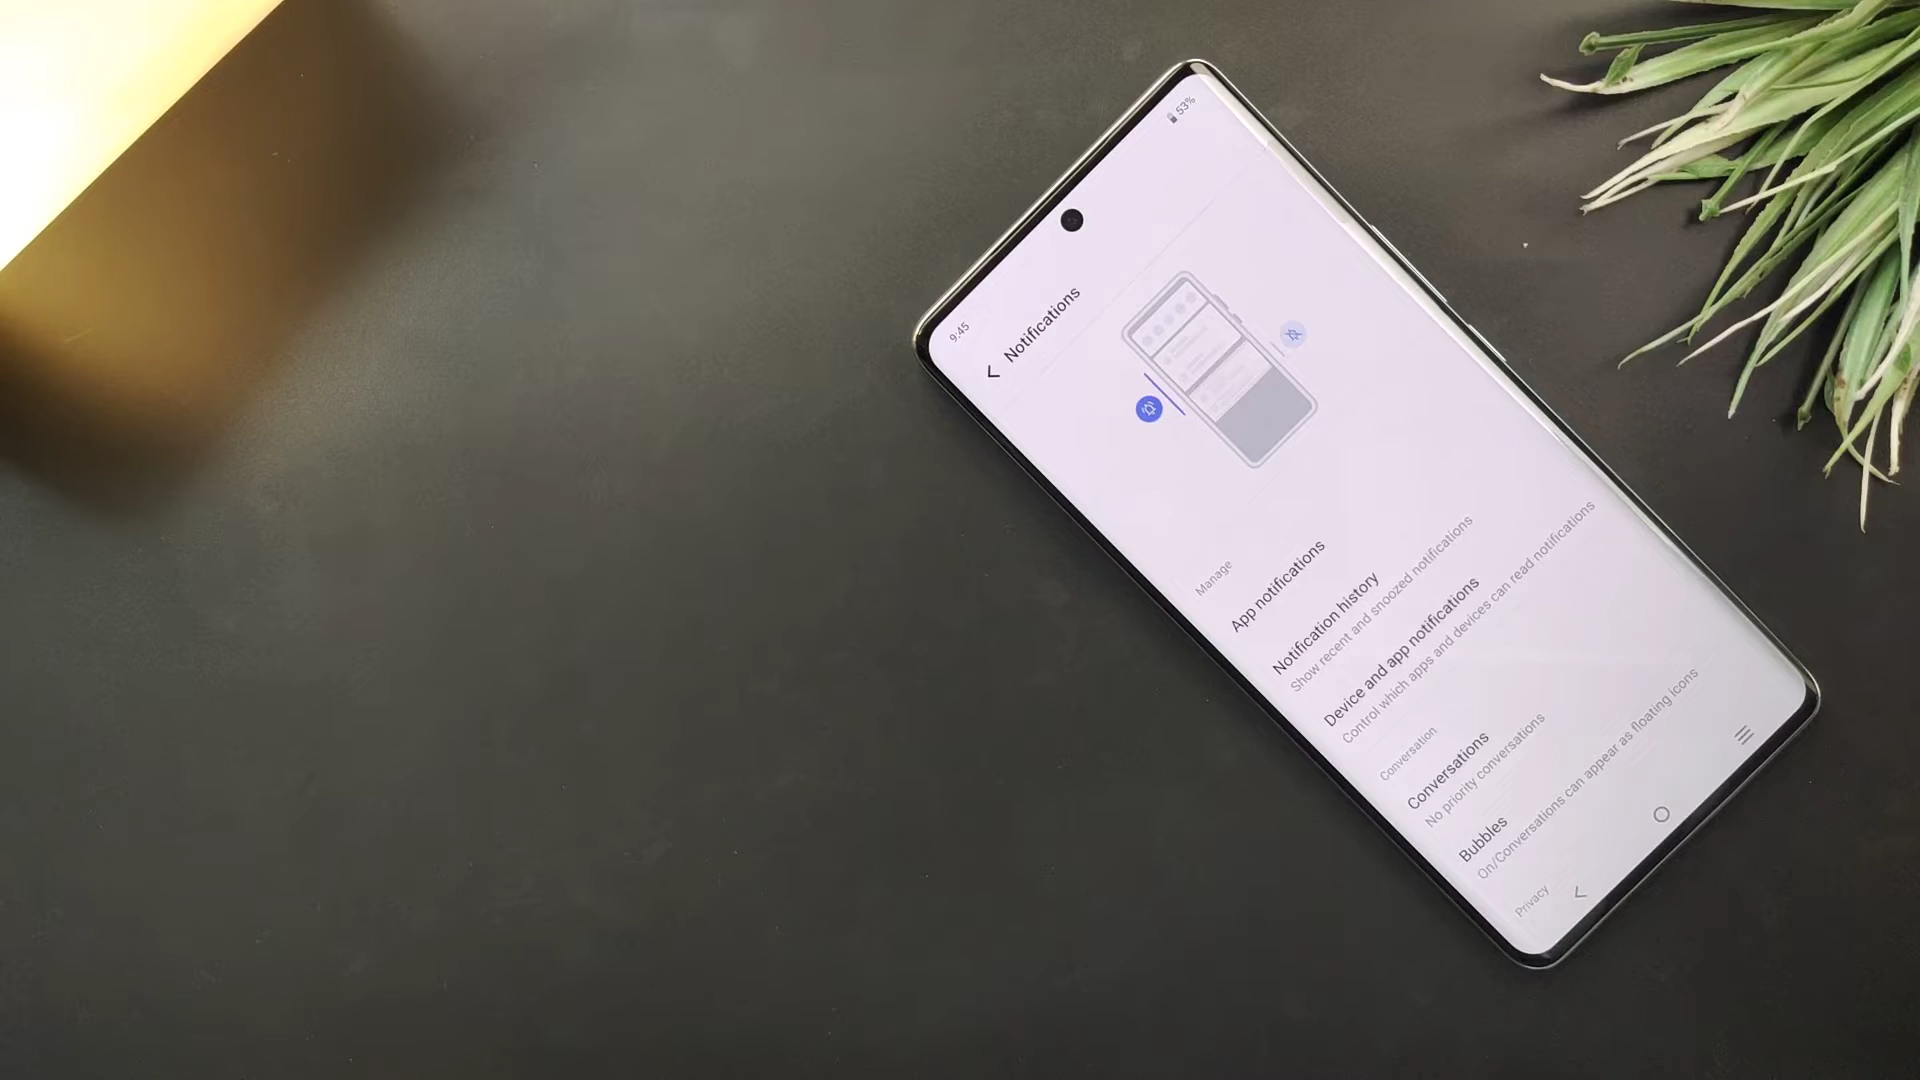 9:45
53%
Notifications
Manage
App notifications
Notification history
Show recent and snoozed notifications
Device and app notifications
Control which apps and devices can read notifications
Conversation
Conversations
No priority conversations
Bubbles
On/Conversations can appear as floating icons
Privacy